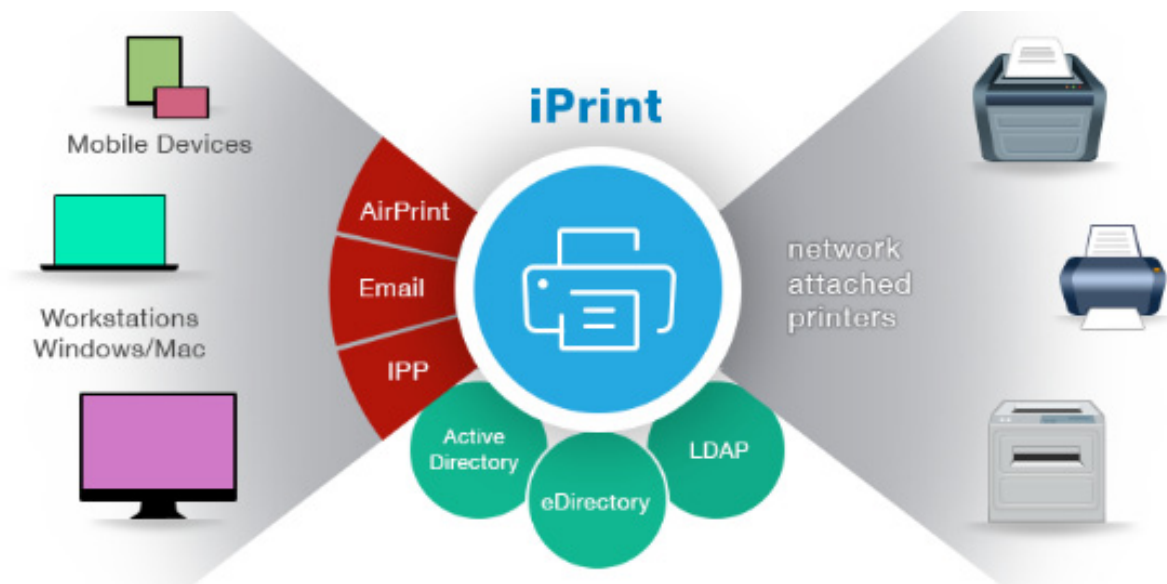 iPrint
Mobile Devices
Workstations
Windows/Mac
AirPrint
Email
IPP
Active
Directory
eDirectory
LDAP
network
attached
printers